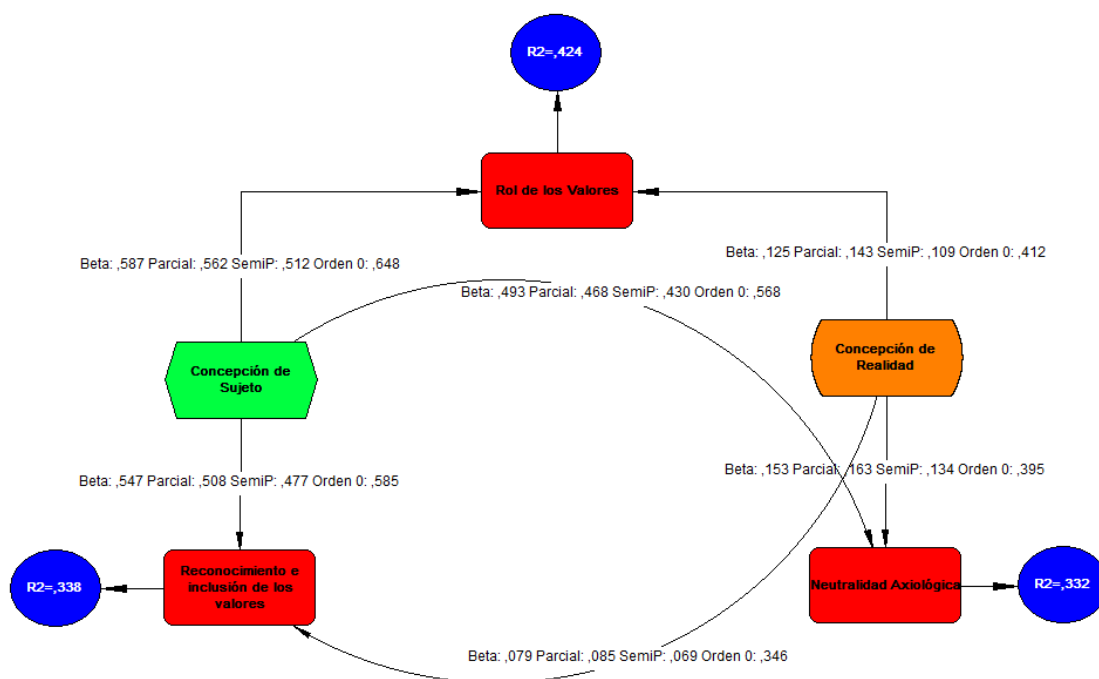 R2=,424
Rol de los Valores
Beta: ,587 Parcial: ,562 SemiP: ,512 Orden 0: ,648
Beta: ,125 Parcial: ,143 SemiP: ,109 Orden 0: ,412
Beta: ,493 Parcial: ,468 SemiP: ,430 Orden 0: ,568
Concepción de
Sujeto
Concepción de
Realidad
Beta: ,547 Parcial: ,508 SemiP: ,477 Orden 0: ,585
Beta: ,153 Parcial: ,163 SemiP: ,134 Orden 0: ,395
R2=,338
Reconocimiento e
inclusión de los
valores
Neutralidad Axiológica
R2=,332
Beta: ,079 Parcial: ,085 SemiP: ,069 Orden 0: ,346